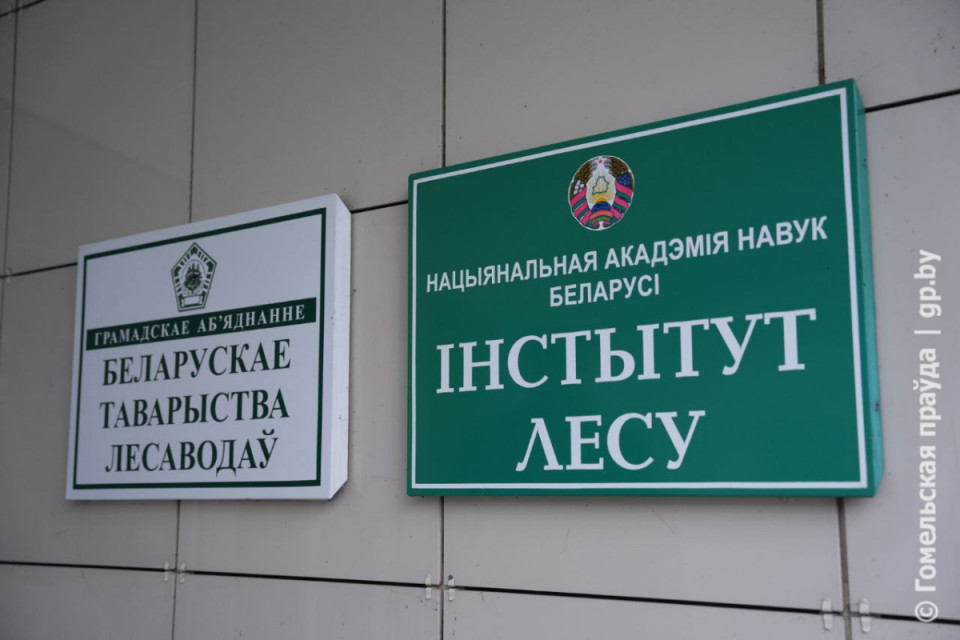 ГРАМАДСКАЕ АБ’ЯДНАННЕ
БЕЛАРУСКАЕ
ТАВАРЫСТВА
ЛЕСАВОДАЎ
НАЦЫЯНАЛЬНАЯ АКАДЭМІЯ НАВУК
БЕЛАРУСІ
ІНСТЫТУТ
ЛЕСУ
© Гомельская праўда | gp.by